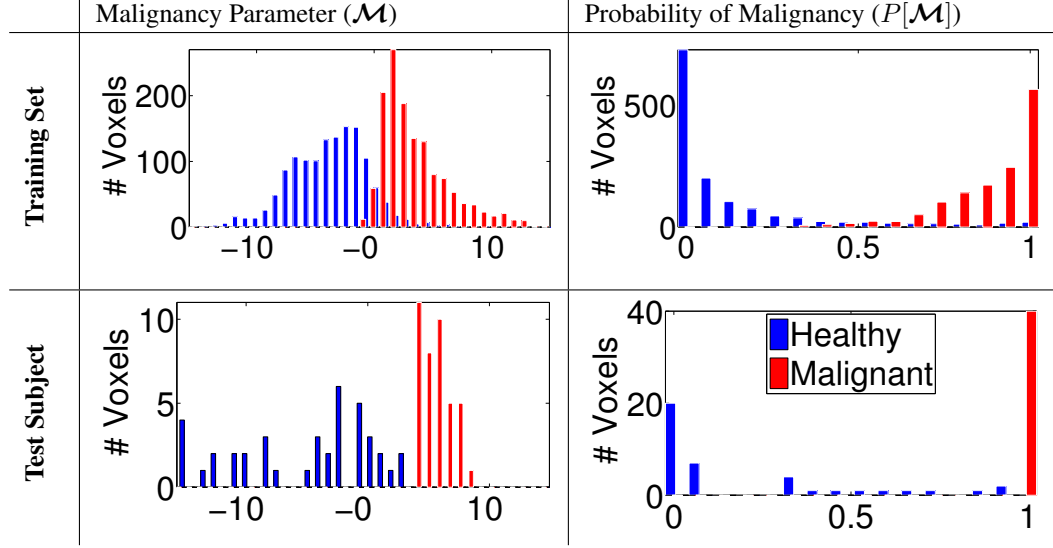 Malignancy Parameter (𝓜)
Probability of Malignancy (P[𝓜])
Training Set
# Voxels
200
100
0
−10
−0
10
# Voxels
500
0
0
0.5
1
Test Subject
# Voxels
10
5
0
−10
−0
10
# Voxels
40
20
0
0
0.5
1
Healthy
Malignant